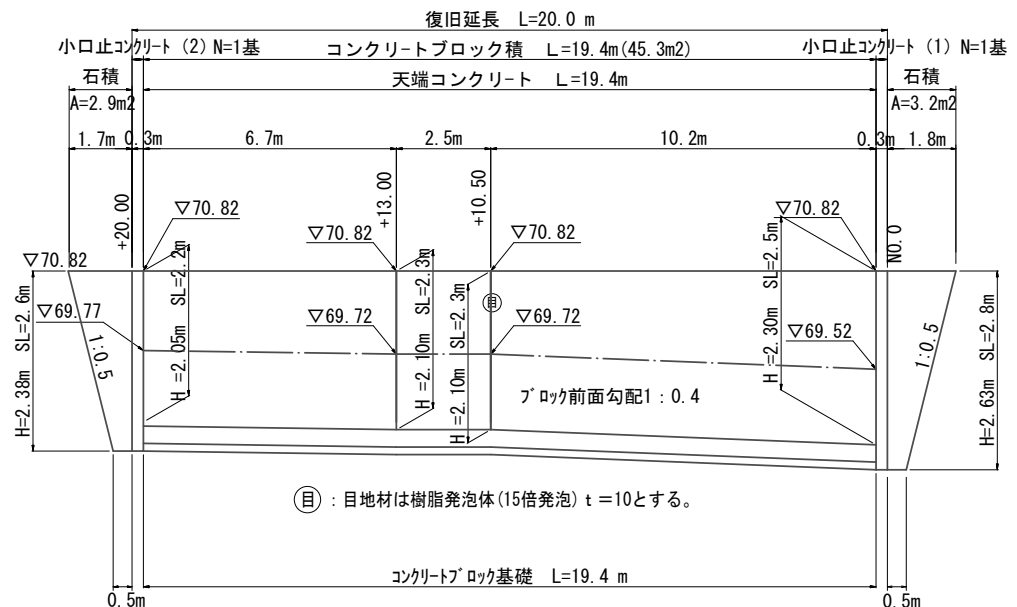 復旧延長 L=20.0 m
小口止コンクリート (2) N=1基
コンクリートブロック積 L=19.4m(45.3m2)
小口止コンクリート (1) N=1基
石積
天端コンクリート L=19.4m
石積
A=2.9m2
A=3.2m2
1.7m
0.3m
6.7m
2.5m
10.2m
0.3m
1.8m
+20.00
+13.00
+10.50
NO.0
▽70.82
▽70.82
▽70.82
▽70.82
▽70.82
▽69.77
▽69.72
▽69.72
▽69.52
H=2.38m SL=2.6m
1:0.5
H=2.05m SL=2.2m
H=2.10m SL=2.3m
H=2.10m SL=2.3m
目
H=2.30m SL=2.5m
1:0.5
H=2.63m SL=2.8m
ブロック前面勾配1:0.4
目 : 目地材は樹脂発泡体(15倍発泡) t=10とする。
コンクリートブロック基礎 L=19.4 m
0.5m
0.5m